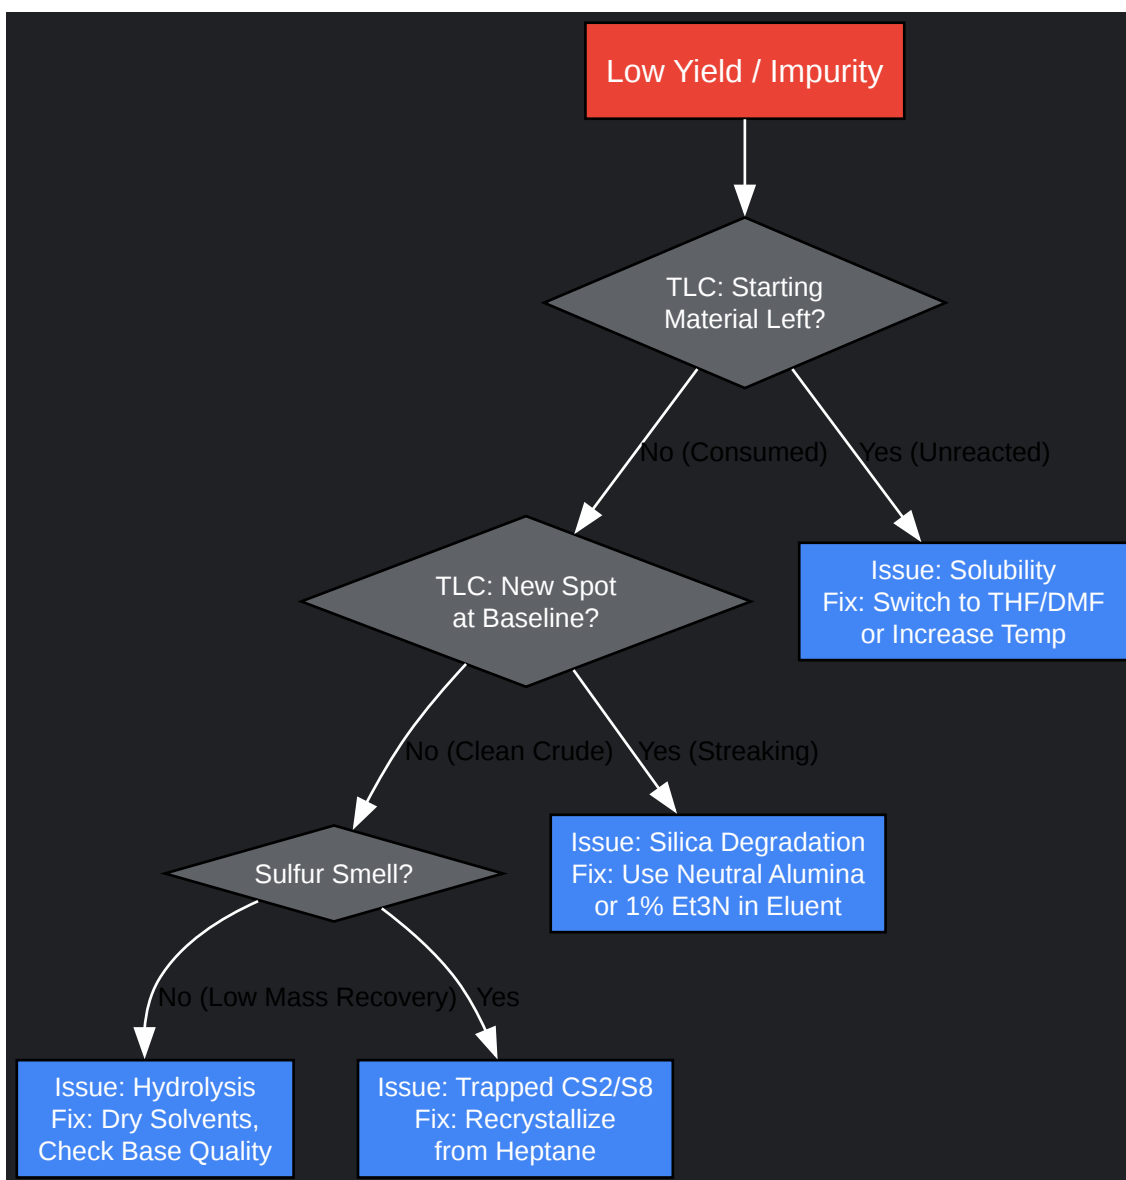 Low Yield / Impurity
TLC: Starting
Material Left?
No (Consumed)
Yes (Unreacted)
TLC: New Spot
at Baseline?
Issue: Solubility
Fix: Switch to THF/DMF
or Increase Temp
No (Clean Crude)
Yes (Streaking)
Sulfur Smell?
Issue: Silica Degradation
Fix: Use Neutral Alumina
or 1% Et3N in Eluent
No (Low Mass Recovery)
Yes
Issue: Hydrolysis
Fix: Dry Solvents,
Check Base Quality
Issue: Trapped CS2/S8
Fix: Recrystallize
from Heptane